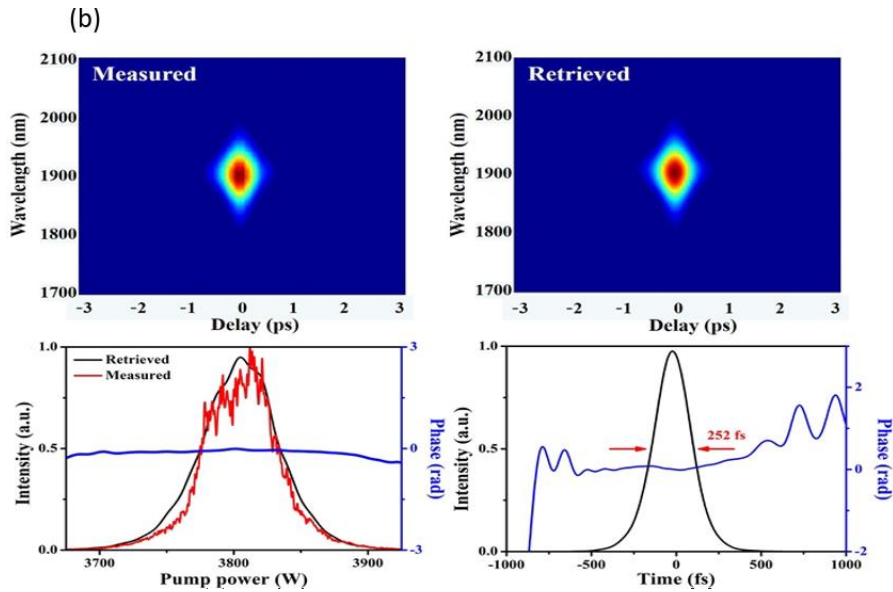 (b)
Measured
2100
2000
1900
1800
1700
Wavelength (nm)
-3 -2 -1 0 1 2 3
Delay (ps)
Retrieved
2100
2000
1900
1800
1700
Wavelength (nm)
-3 -2 -1 0 1 2 3
Delay (ps)
Retrieved
Measured
1.0
0.5
0.0
Intensity (a.u.)
3
0
-3
Phase (rad)
3700 3800 3900
Pump power (W)
1.0
0.5
0.0
Intensity (a.u.)
252 fs
2
0
-2
Phase (rad)
-1000 -500 0 500 1000
Time (fs)